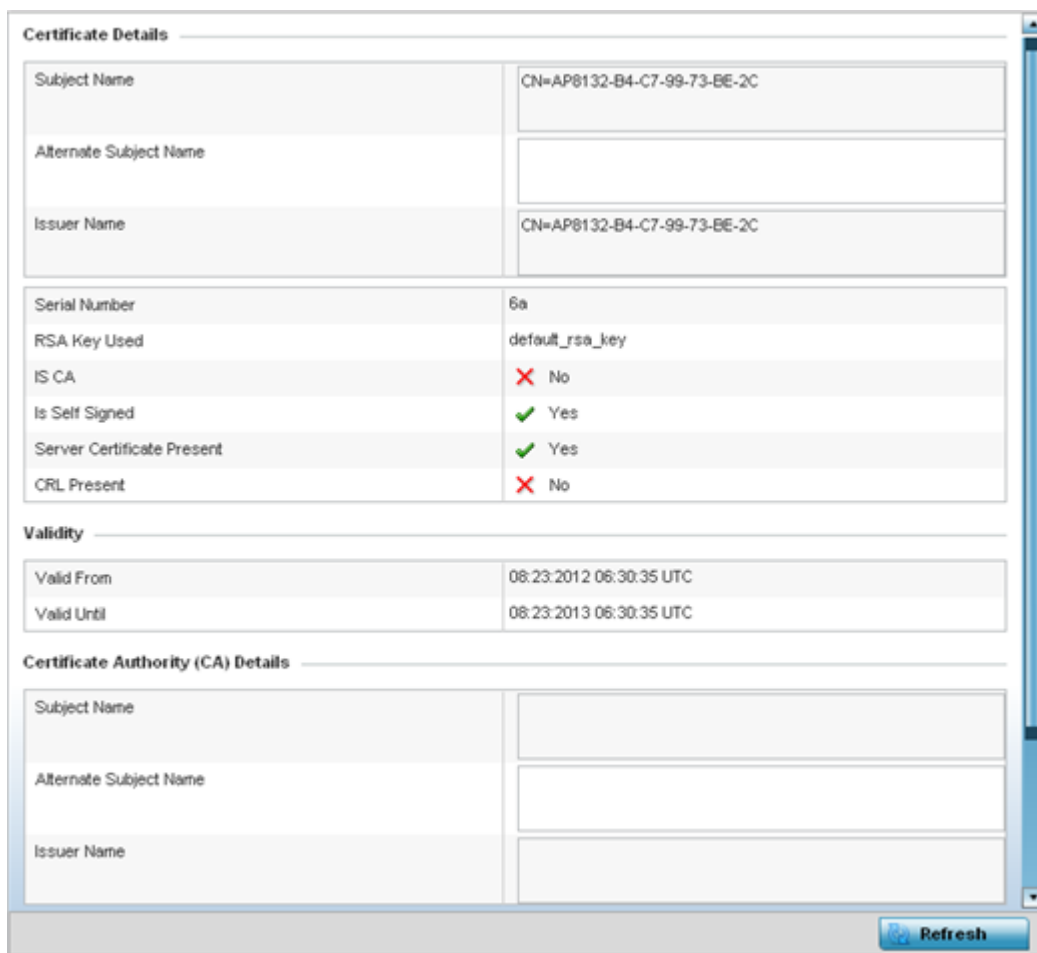 Certificate Details
Subject Name CN=AP8132-B4-C7-99-73-BE-2C
Alternate Subject Name
Issuer Name CN=AP8132-B4-C7-99-73-BE-2C
Serial Number 6a
RSA Key Used default_rsa_key
IS CA No
Is Self Signed Yes
Server Certificate Present Yes
CRL Present No
Validity
Valid From 08:23:2012 06:30:35 UTC
Valid Until 08:23:2013 06:30:35 UTC
Certificate Authority (CA) Details
Subject Name
Alternate Subject Name
Issuer Name
Refresh